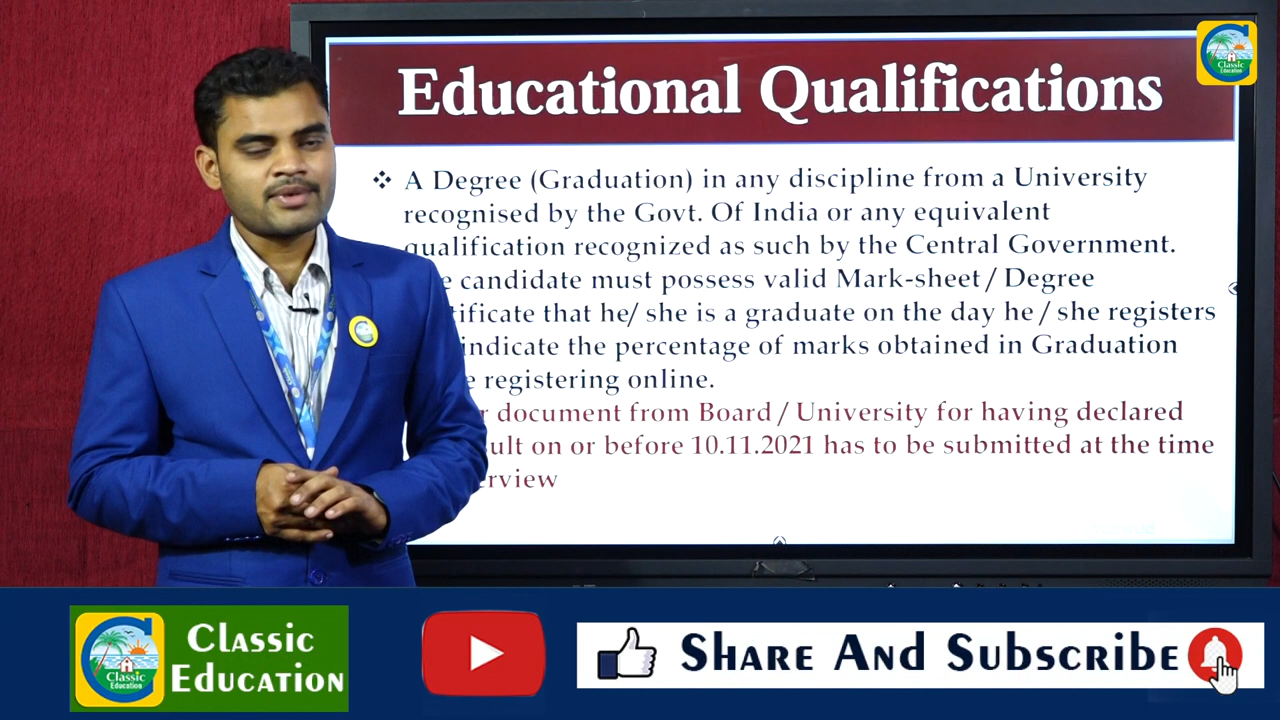 Educational Qualifications
Classic
Education
❖ A Degree (Graduation) in any discipline from a University
recognised by the Govt. Of India or any equivalent
qualification recognized as such by the Central Government.
candidate must possess valid Mark-sheet / Degree
that he/ she is a graduate on the day he / she registers
indicate the percentage of marks obtained in Graduation
registering online.
document from Board / University for having declared
on or before 10.11.2021 has to be submitted at the time
Classic
Education
Classic
Education
Share And Subscribe